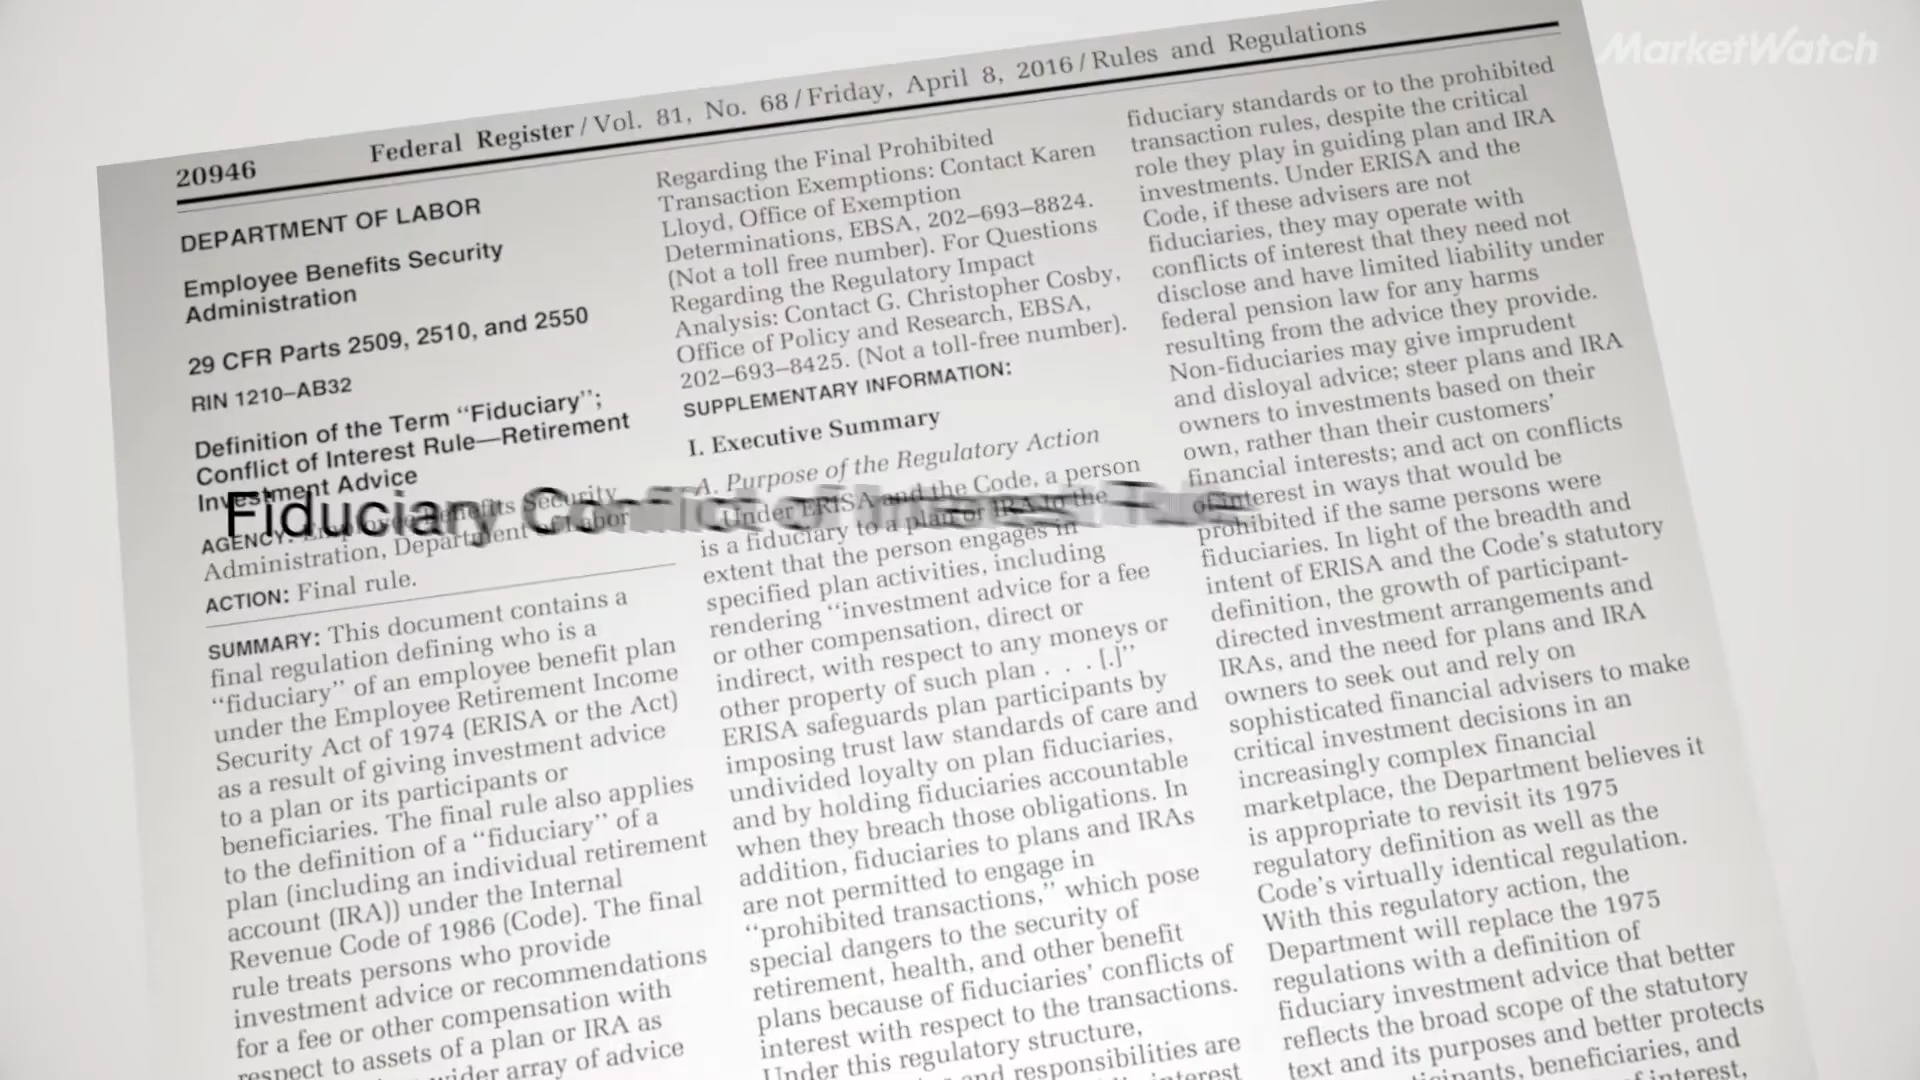 MarketWatch
20946 Federal Register / Vol. 81, No. 68 / Friday, April 8, 2016 / Rules and Regulations
DEPARTMENT OF LABOR
Employee Benefits Security
Administration
29 CFR Parts 2509, 2510, and 2550
RIN 1210–AB32
Definition of the Term “Fiduciary”;
Conflict of Interest Rule—Retirement
Investment Advice
AGENCY: Employee Benefits Security
Administration, Department of Labor
ACTION: Final rule.
SUMMARY: This document contains a
final regulation defining who is a
“fiduciary” of an employee benefit plan
under the Employee Retirement Income
Security Act of 1974 (ERISA or the Act)
as a result of giving investment advice
to a plan or its participants or
beneficiaries. The final rule also applies
to the definition of a “fiduciary” of a
plan (including an individual retirement
account (IRA)) under the Internal
Revenue Code of 1986 (Code). The final
rule treats persons who provide
investment advice or recommendations
for a fee or other compensation with
respect to assets of a plan or IRA as
wider array of advice
Regarding the Final Prohibited
Transaction Exemptions: Contact Karen
Lloyd, Office of Exemption
Determinations, EBSA, 202–693–8824.
(Not a toll free number). For Questions
Regarding the Regulatory Impact
Analysis: Contact G. Christopher Cosby,
Office of Policy and Research, EBSA,
202–693–8425. (Not a toll-free number).
SUPPLEMENTARY INFORMATION:
I. Executive Summary
A. Purpose of the Regulatory Action
Under ERISA and the Code, a person
is a fiduciary to a plan or IRA to the
extent that the person engages in
specified plan activities, including
rendering “investment advice for a fee
or other compensation, direct or
indirect, with respect to any moneys or
other property of such plan . . . [.]”
ERISA safeguards plan participants by
imposing trust law standards of care and
undivided loyalty on plan fiduciaries,
and by holding fiduciaries accountable
when they breach those obligations. In
addition, fiduciaries to plans and IRAs
are not permitted to engage in
“prohibited transactions,” which pose
special dangers to the security of
retirement, health, and other benefit
plans because of fiduciaries’ conflicts of
interest with respect to the transactions.
Under this regulatory structure,
and responsibilities are
interest
fiduciary standards or to the prohibited
transaction rules, despite the critical
role they play in guiding plan and IRA
investments. Under ERISA and the
Code, if these advisers are not
fiduciaries, they may operate with
conflicts of interest that they need not
disclose and have limited liability under
federal pension law for any harms
resulting from the advice they provide.
Non-fiduciaries may give imprudent
and disloyal advice; steer plans and IRA
owners to investments based on their
own, rather than their customers’
financial interests; and act on conflicts
of interest in ways that would be
prohibited if the same persons were
fiduciaries. In light of the breadth and
intent of ERISA and the Code’s statutory
definition, the growth of participant-
directed investment arrangements and
IRAs, and the need for plans and IRA
owners to seek out and rely on
sophisticated financial advisers to make
critical investment decisions in an
increasingly complex financial
marketplace, the Department believes it
is appropriate to revisit its 1975
regulatory definition as well as the
Code’s virtually identical regulation.
With this regulatory action, the
Department will replace the 1975
regulations with a definition of
fiduciary investment advice that better
reflects the broad scope of the statutory
text and its purposes and better protects
beneficiaries, and
interest,
Fiduciary Conflict of